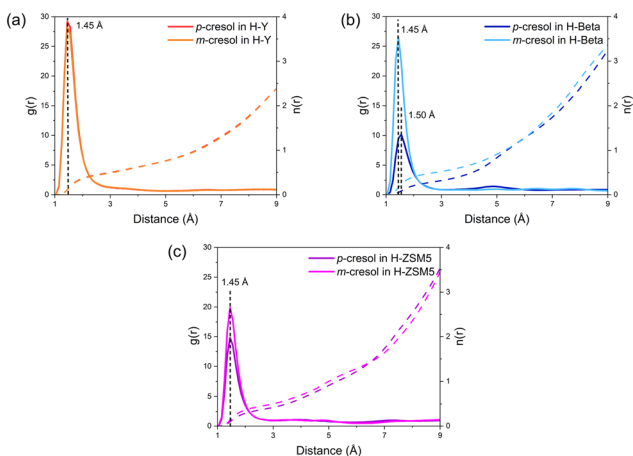 (a)
1.45 Å
p-cresol in H-Y
m-cresol in H-Y
30
25
20
15
10
5
0
g(r)
4
3
2
1
0
n(r)
1 3 5 7 9
Distance (Å)
(b)
1.45 Å
1.50 Å
p-cresol in H-Beta
m-cresol in H-Beta
30
25
20
15
10
5
0
g(r)
4
3
2
1
0
n(r)
1 3 5 7 9
Distance (Å)
(c)
1.45 Å
p-cresol in H-ZSM5
m-cresol in H-ZSM5
30
25
20
15
10
5
0
g(r)
4
3
2
1
0
n(r)
1 3 5 7 9
Distance (Å)